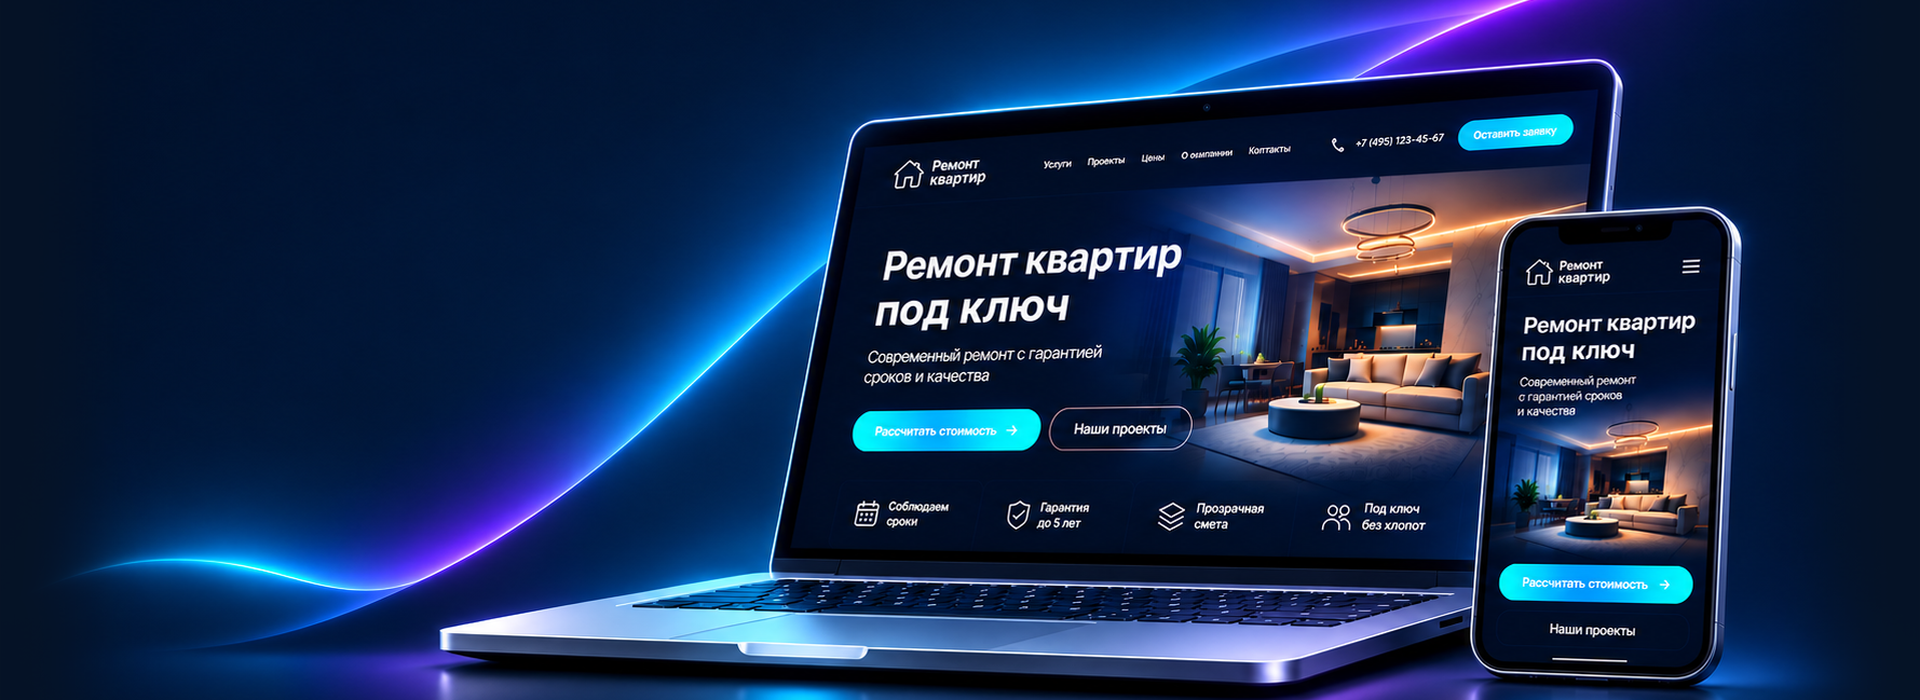 Ремонт
квартир
Услуги Проекты Цены О омпании Коптакты
+7 (495) 123-45-67
Оставить заявку
Ремонт квартир
под ключ
Современный ремонт с гарантией
сроков и качества
Рассчитать стоимость →
Наши проекты
Соблюдаем
сроки
Гарантия
до 5 лет
Прозрачная
смета
Под ключ
без хлопот
Ремонт
квартир
Ремонт квартир
под ключ
Современный ремонт
с гарантией сроков
и качества
Рассчитать стоимость →
Наши проекты